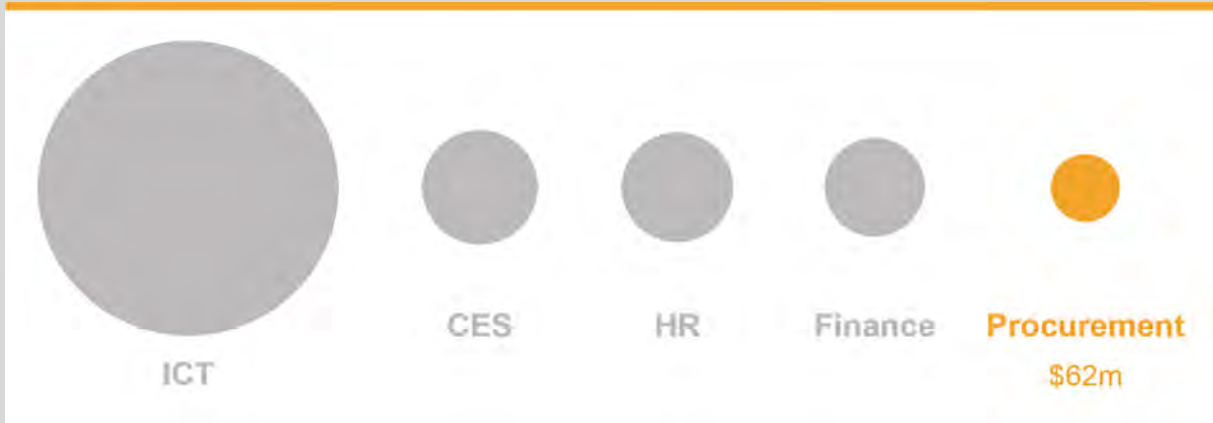 CES
HR
Finance
Procurement
ICT
$62m